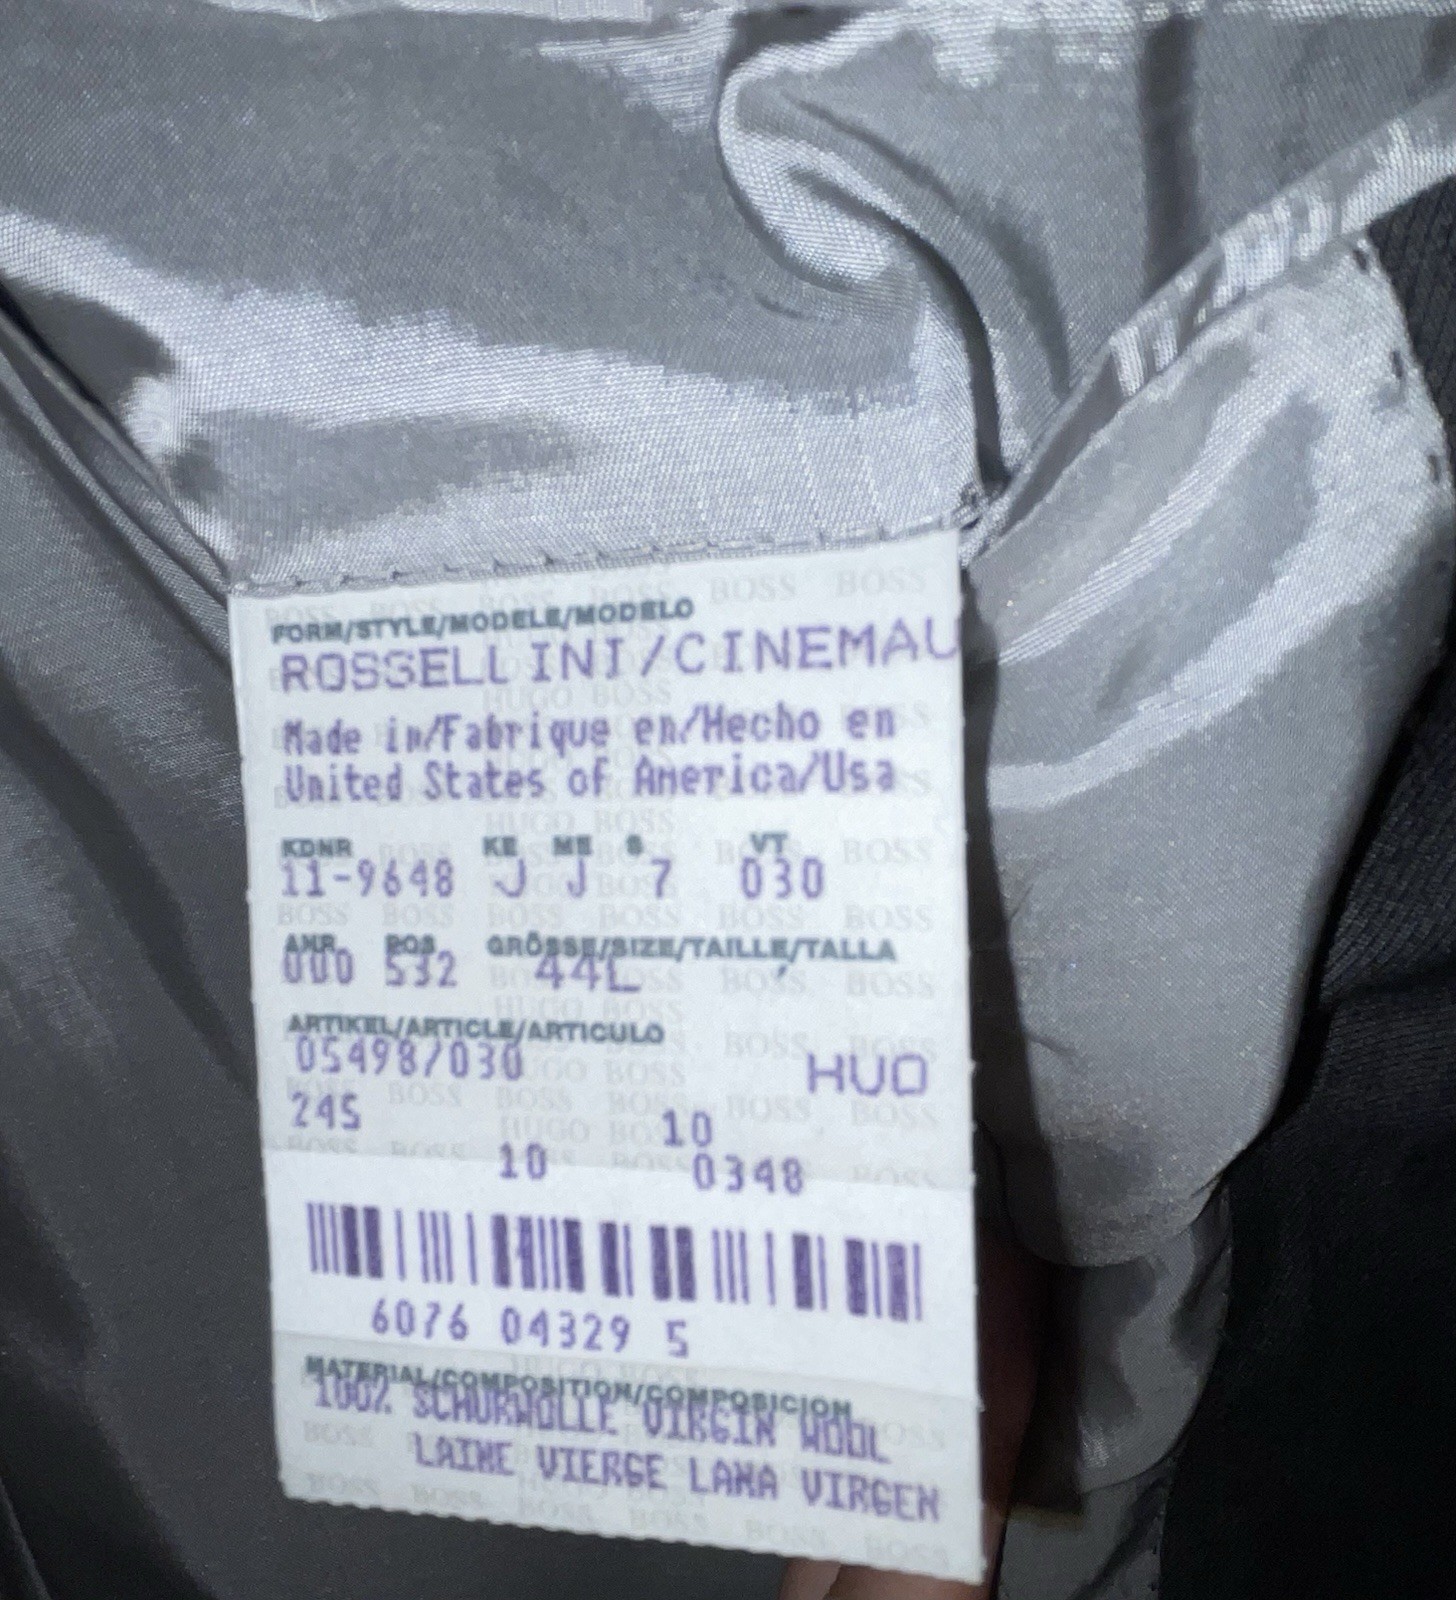 FORM/STYLE/MODELE/MODELO
ROSSELLINI/CINEMAU
Made in/Fabrique en/Hecho en
United States of America/Usa
KDNR KE ME S VT
11-9648 J J 7 030
ANR POS GRÖSSE/SIZE/TAILLE/TALLA
000 532 44L
ARTIKEL/ARTICLE/ARTICULO
05498/030 HUO
245 10
10 0348
6076 04329 5
MATERIAL/COMPOSITION/COMPOSICION
100% SCHURWOLLE VIRGIN WOOL
LAINE VIERGE LANA VIRGEN